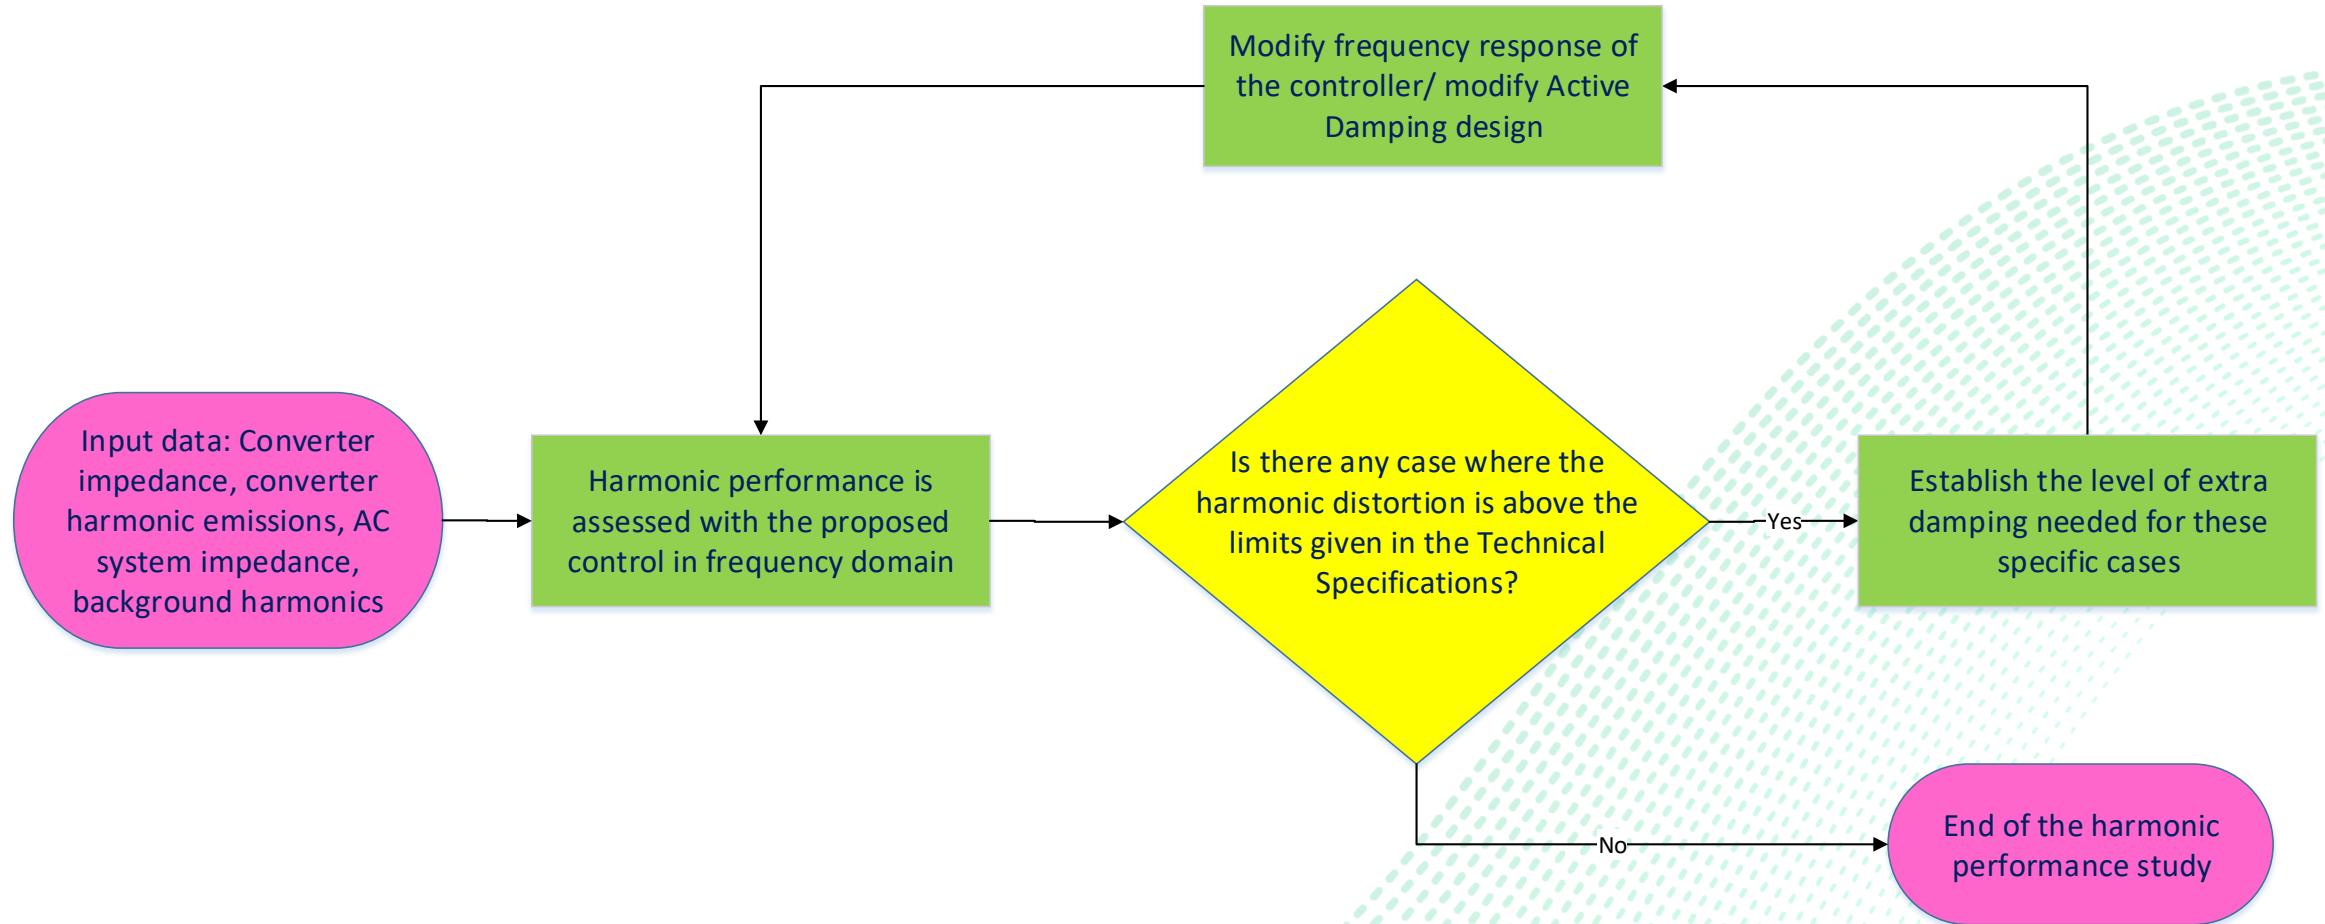 Modify frequency response of
the controller/ modify Active
Damping design
Input data: Converter
impedance, converter
harmonic emissions, AC
system impedance,
background harmonics
Harmonic performance is
assessed with the proposed
control in frequency domain
Is there any case where the
harmonic distortion is above the
limits given in the Technical
Specifications?
Yes
Establish the level of extra
damping needed for these
specific cases
No
End of the harmonic
performance study